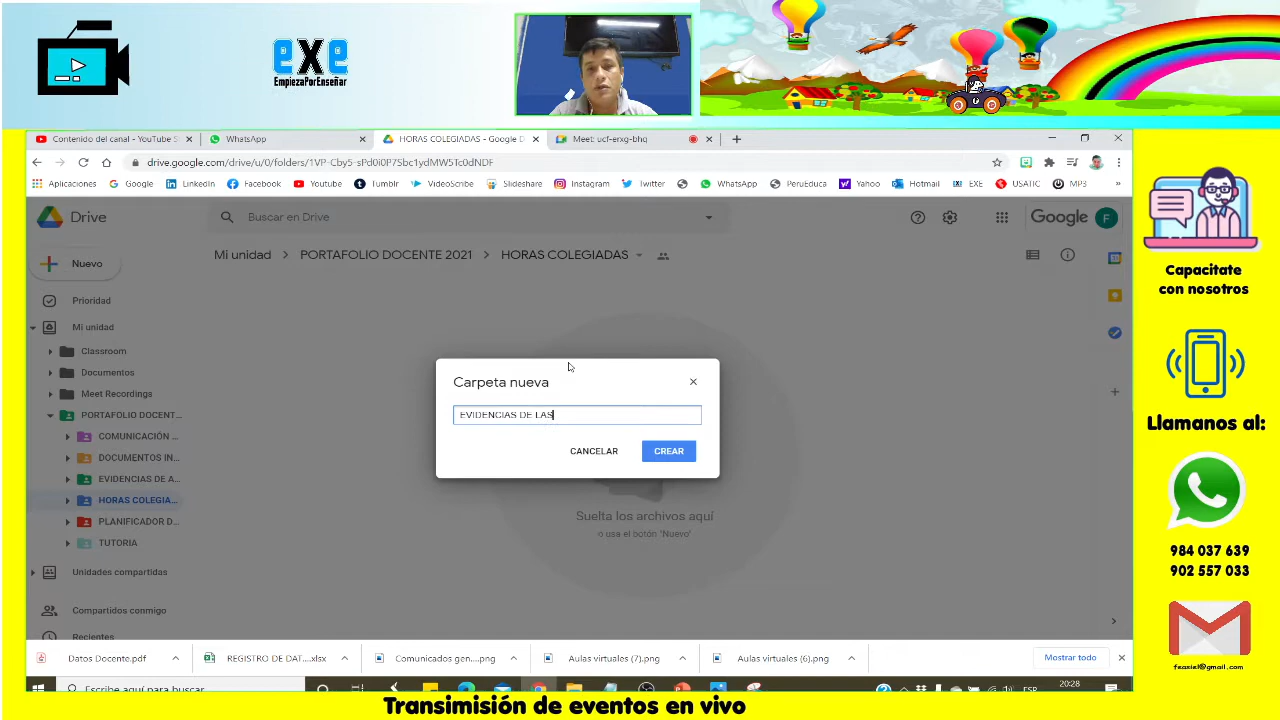 exe
EmpiezaPorEnseñar
Contenido del canal - YouTube S
WhatsApp
HORAS COLEGIADAS - Google D
Meet: ucf-erxg-bhq
drive.google.com/drive/u/0/folders/1VP-Cby5-sPd0i0P7Sbc1ydMW5Tc0dNDF
Aplicaciones
Google
LinkedIn
Facebook
Youtube
Tumblr
VideoScribe
Slideshare
Instagram
Twitter
WhatsApp
PeruEduca
Yahoo
Hotmail
EXE
USATIC
MP3
»
Drive
Buscar en Drive
Google
F
Nuevo
Mi unidad > PORTAFOLIO DOCENTE 2021 > HORAS COLEGIADAS
Prioridad
Mi unidad
Classroom
Documentos
Meet Recordings
PORTAFOLIO DOCENT...
COMUNICACIÓN ...
DOCUMENTOS IN...
EVIDENCIAS DE A...
HORAS COLEGIA...
PLANIFICADOR D...
TUTORIA
Unidades compartidas
Compartidos conmigo
Recientes
Carpeta nueva
EVIDENCIAS DE LAS
CANCELAR
CREAR
Suelta los archivos aquí
o usa el botón "Nuevo"
Datos Docente.pdf
REGISTRO DE DAT....xlsx
Comunicados gen....png
Aulas virtuales (7).png
Aulas virtuales (6).png
Mostrar todo
Escribe aquí para buscar
ESP
20:28
Capacitate
con nosotros
Llamanos al:
984 037 639
902 557 033
feaxiel@gmail.com
Transimisión de eventos en vivo